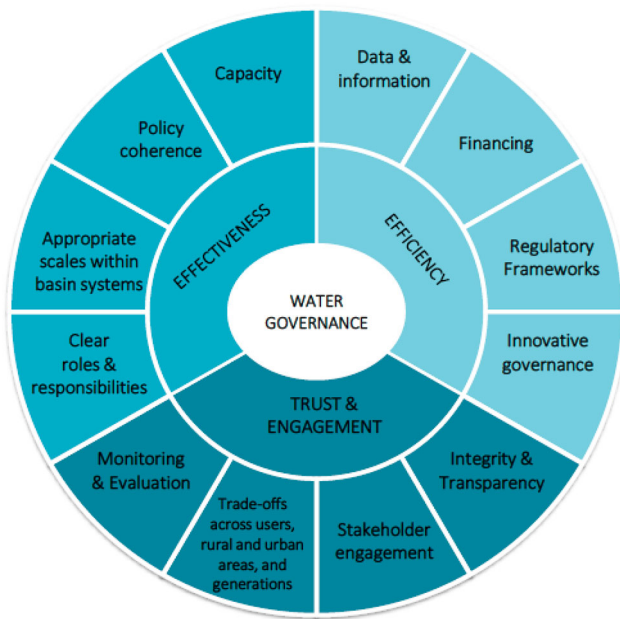 Capacity
Data &
information
Policy
coherence
Financing
Appropriate
scales within
basin systems
EFFECTIVENESS
EFFICIENCY
Regulatory
Frameworks
WATER
GOVERNANCE
Clear
roles &
responsibilities
Innovative
governance
TRUST &
ENGAGEMENT
Monitoring
& Evaluation
Trade-offs
across users,
rural and urban
areas, and
generations
Stakeholder
engagement
Integrity &
Transparency